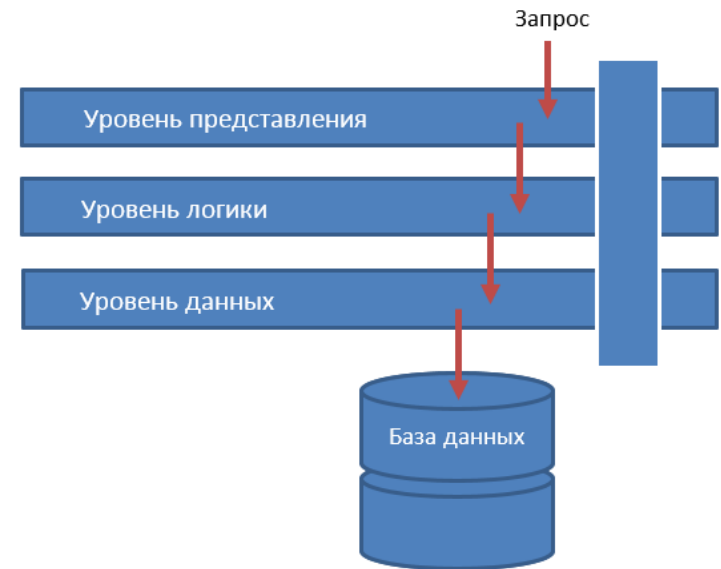 Запрос
Уровень представления
Уровень логики
Уровень данных
База данных